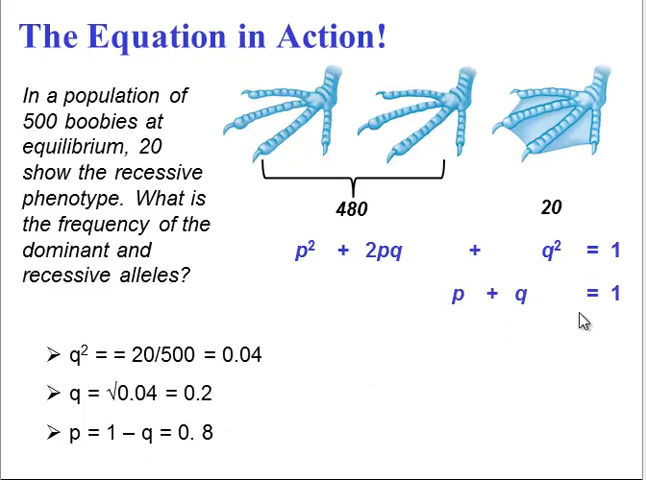 The Equation in Action!
In a population of
500 boobies at
equilibrium, 20
show the recessive
phenotype. What is
the frequency of the
dominant and
recessive alleles?
480
20
p² + 2pq + q² = 1
p + q = 1
➢ q² = = 20/500 = 0.04
➢ q = √0.04 = 0.2
➢ p = 1 – q = 0. 8